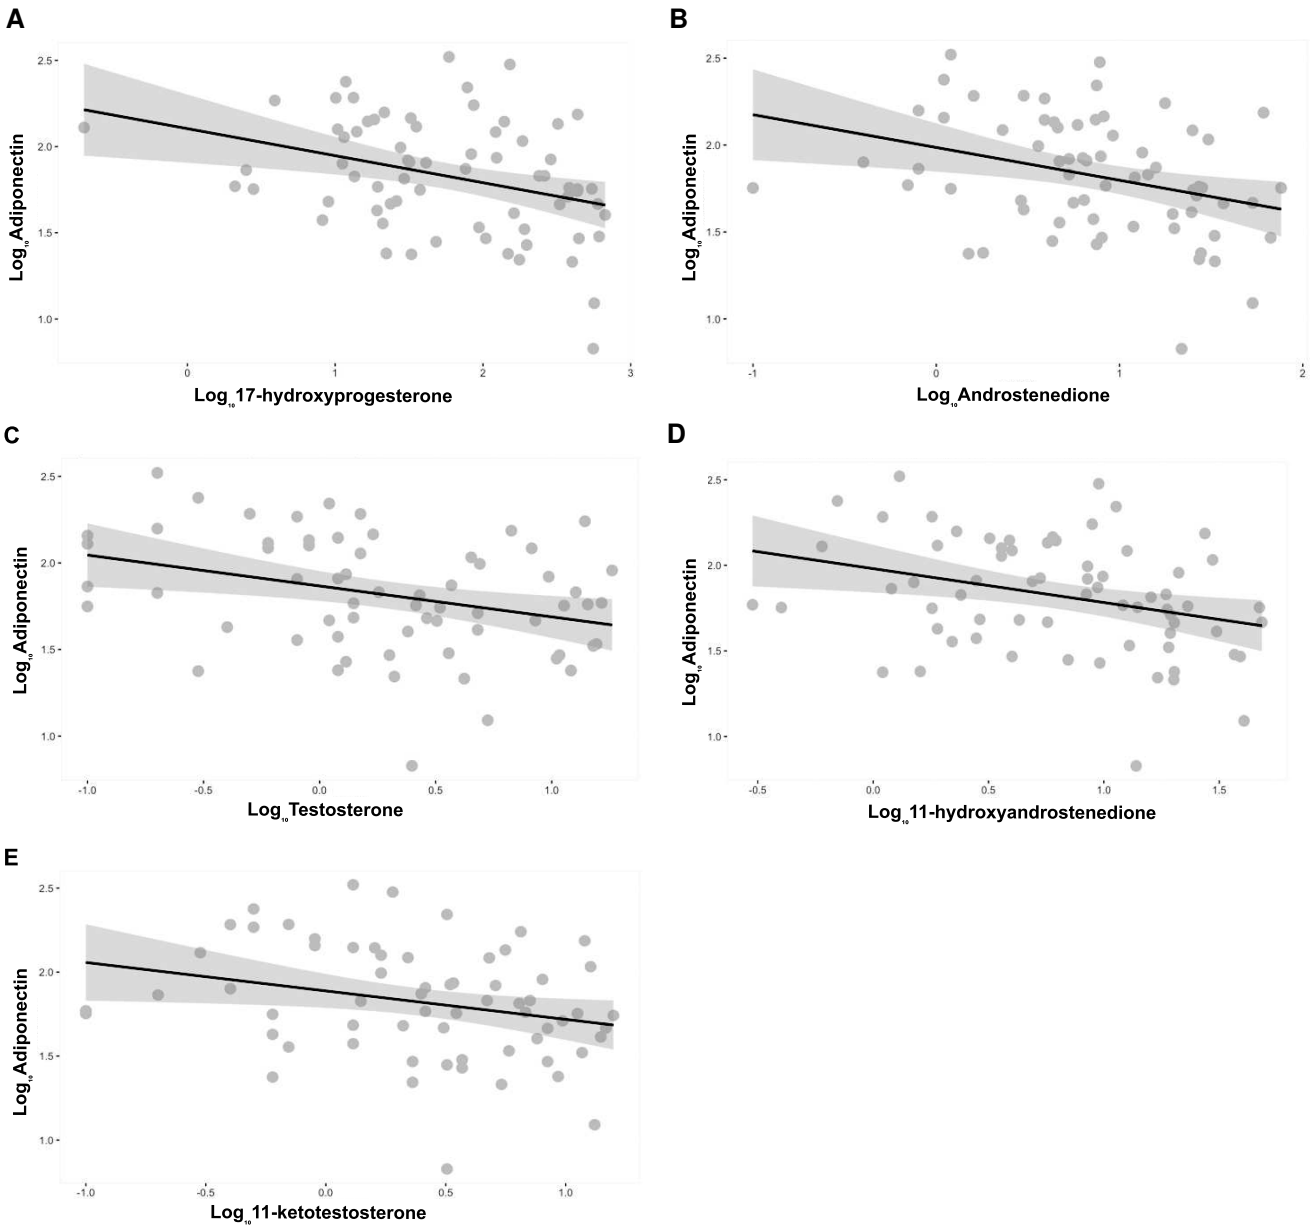 A
B
2.5
2.0
1.5
1.0
Log₁₀Adiponectin
0
1
2
3
Log₁₀17-hydroxyprogesterone
2.5
2.0
1.5
1.0
Log₁₀Adiponectin
-1
0
1
2
Log₁₀Androstenedione
C
D
2.5
2.0
1.5
1.0
Log₁₀Adiponectin
-1.0
-0.5
0.0
0.5
1.0
Log₁₀Testosterone
2.5
2.0
1.5
1.0
Log₁₀Adiponectin
-0.5
0.0
0.5
1.0
1.5
Log₁₀11-hydroxyandrostenedione
E
2.5
2.0
1.5
1.0
Log₁₀Adiponectin
-1.0
-0.5
0.0
0.5
1.0
Log₁₀11-ketotestosterone